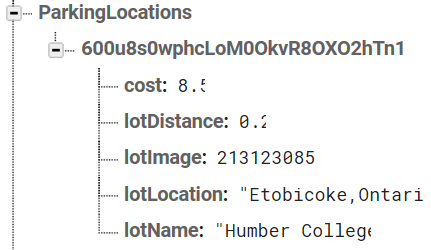 ParkingLocations
600u8s0wphcLoM0OkvR8OXO2hTn1
cost: 8.5
lotDistance: 0.2
lotImage: 213123085
lotLocation: "Etobicoke,Ontari
lotName: "Humber College